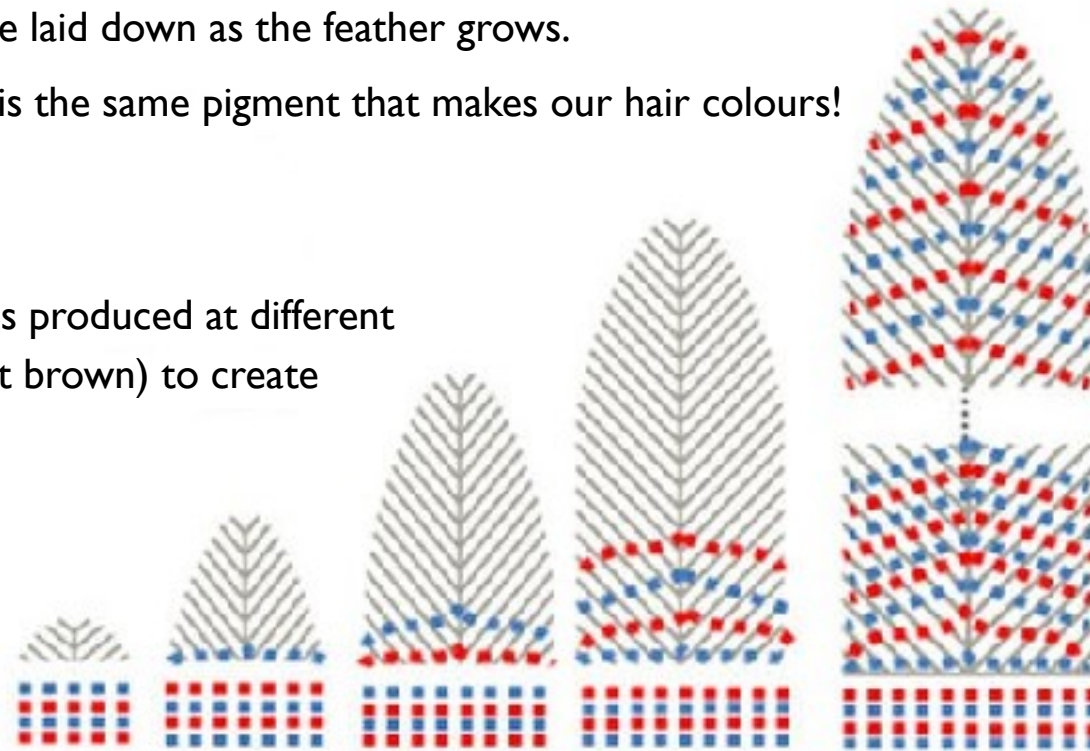 e laid down as the feather grows.
is the same pigment that makes our hair colours!
s produced at different
t brown) to create